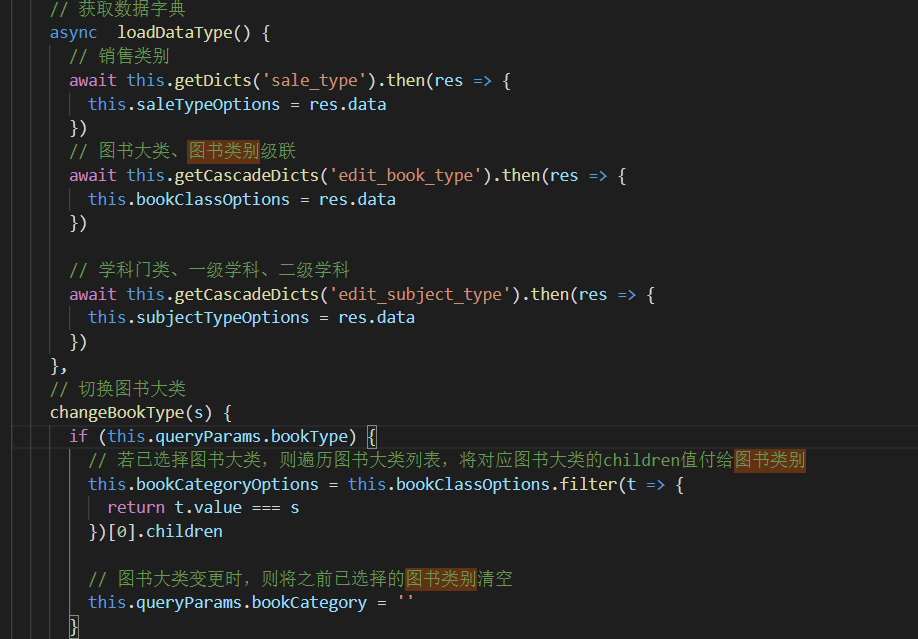 // 获取数据字典
async  loadDataType() {
// 销售类别
await this.getDicts('sale_type').then(res => {
this.saleTypeOptions = res.data
})
// 图书大类、图书类别级联
await this.getCascadeDicts('edit_book_type').then(res => {
this.bookClassOptions = res.data
})
// 学科门类、一级学科、二级学科
await this.getCascadeDicts('edit_subject_type').then(res => {
this.subjectTypeOptions = res.data
})
},
// 切换图书大类
changeBookType(s) {
if (this.queryParams.bookType) {
// 若已选择图书大类，则遍历图书大类列表，将对应图书大类的children值付给图书类别
this.bookCategoryOptions = this.bookClassOptions.filter(t => {
return t.value === s
})[0].children
// 图书大类变更时，则将之前已选择的图书类别清空
this.queryParams.bookCategory = ''
}